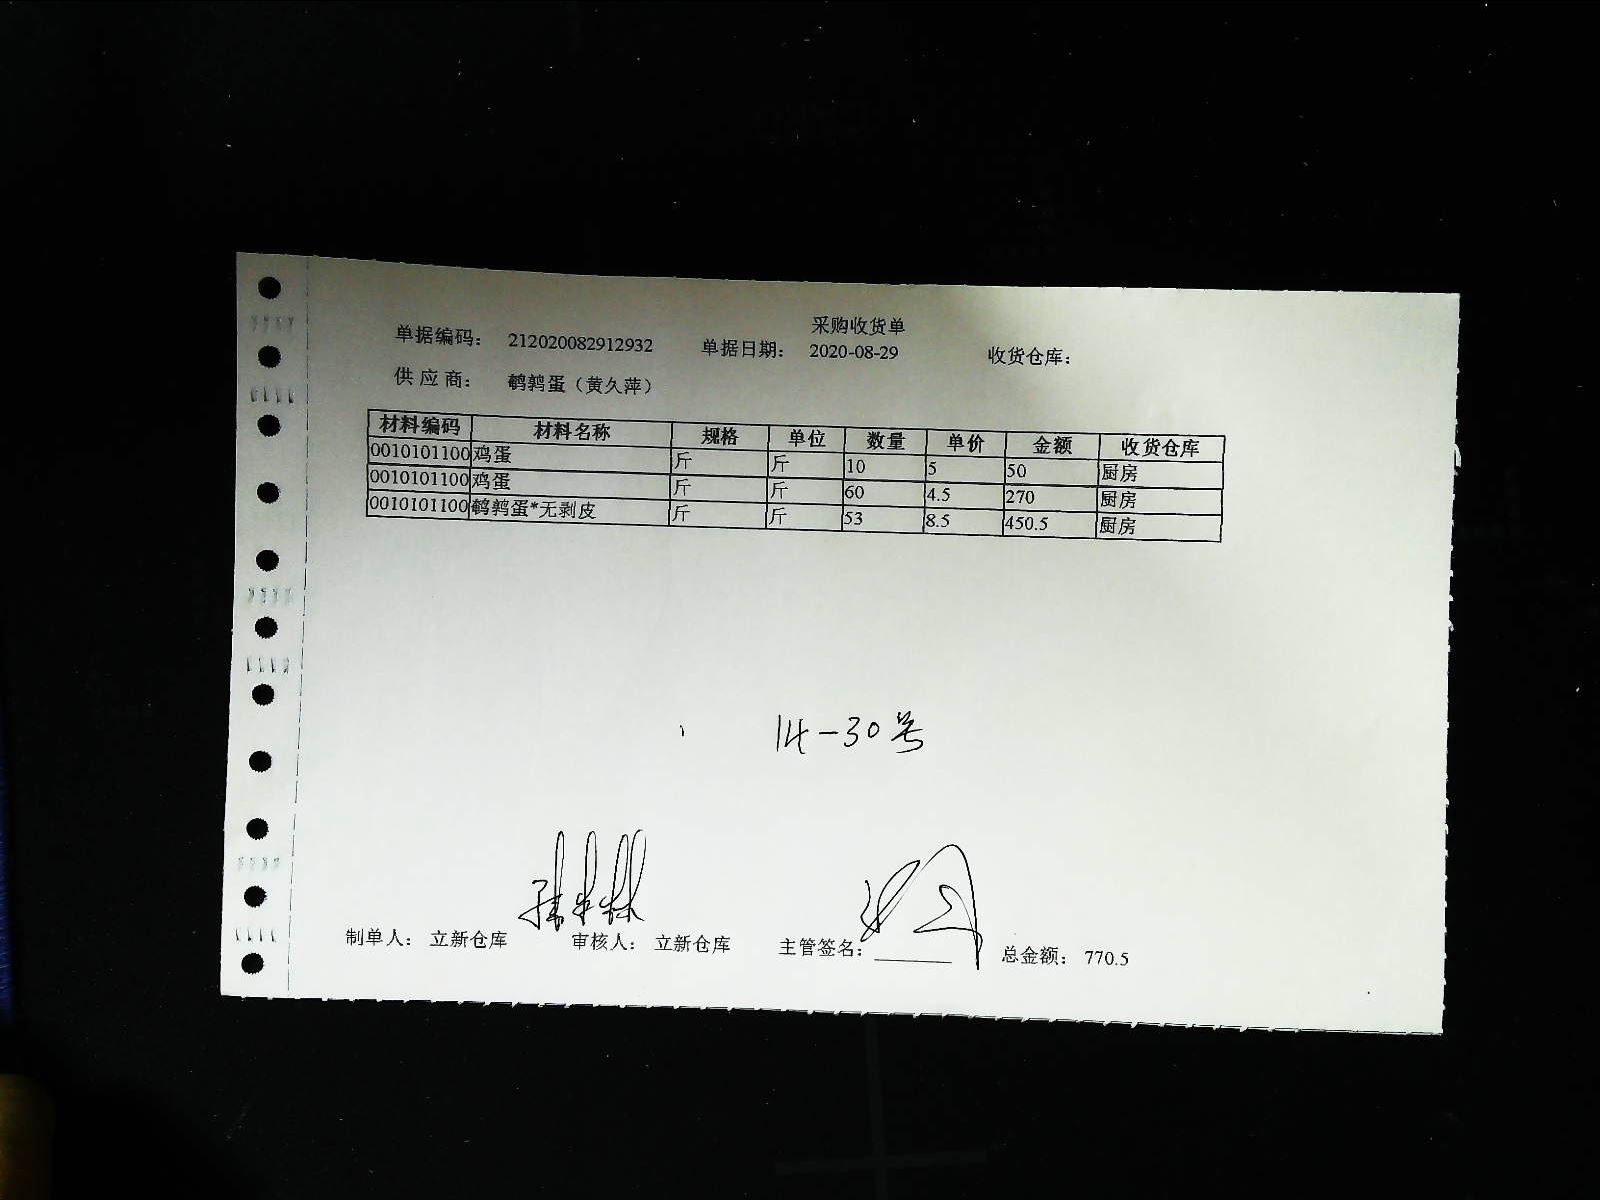 采购收货单
单据编码： 212020082912932 单据日期： 2020-08-29 收货仓库：
供 应 商： 鹌鹑蛋（黄久萍）
材料编码 材料名称 规格 单位 数量 单价 金额 收货仓库
0010101100 鸡蛋 斤 斤 10 5 50 厨房
0010101100 鸡蛋 斤 斤 60 4.5 270 厨房
0010101100 鹌鹑蛋*无剥皮 斤 斤 53 8.5 450.5 厨房
14-30号
制单人： 立新仓库 审核人： 立新仓库 主管签名： 总金额： 770.5